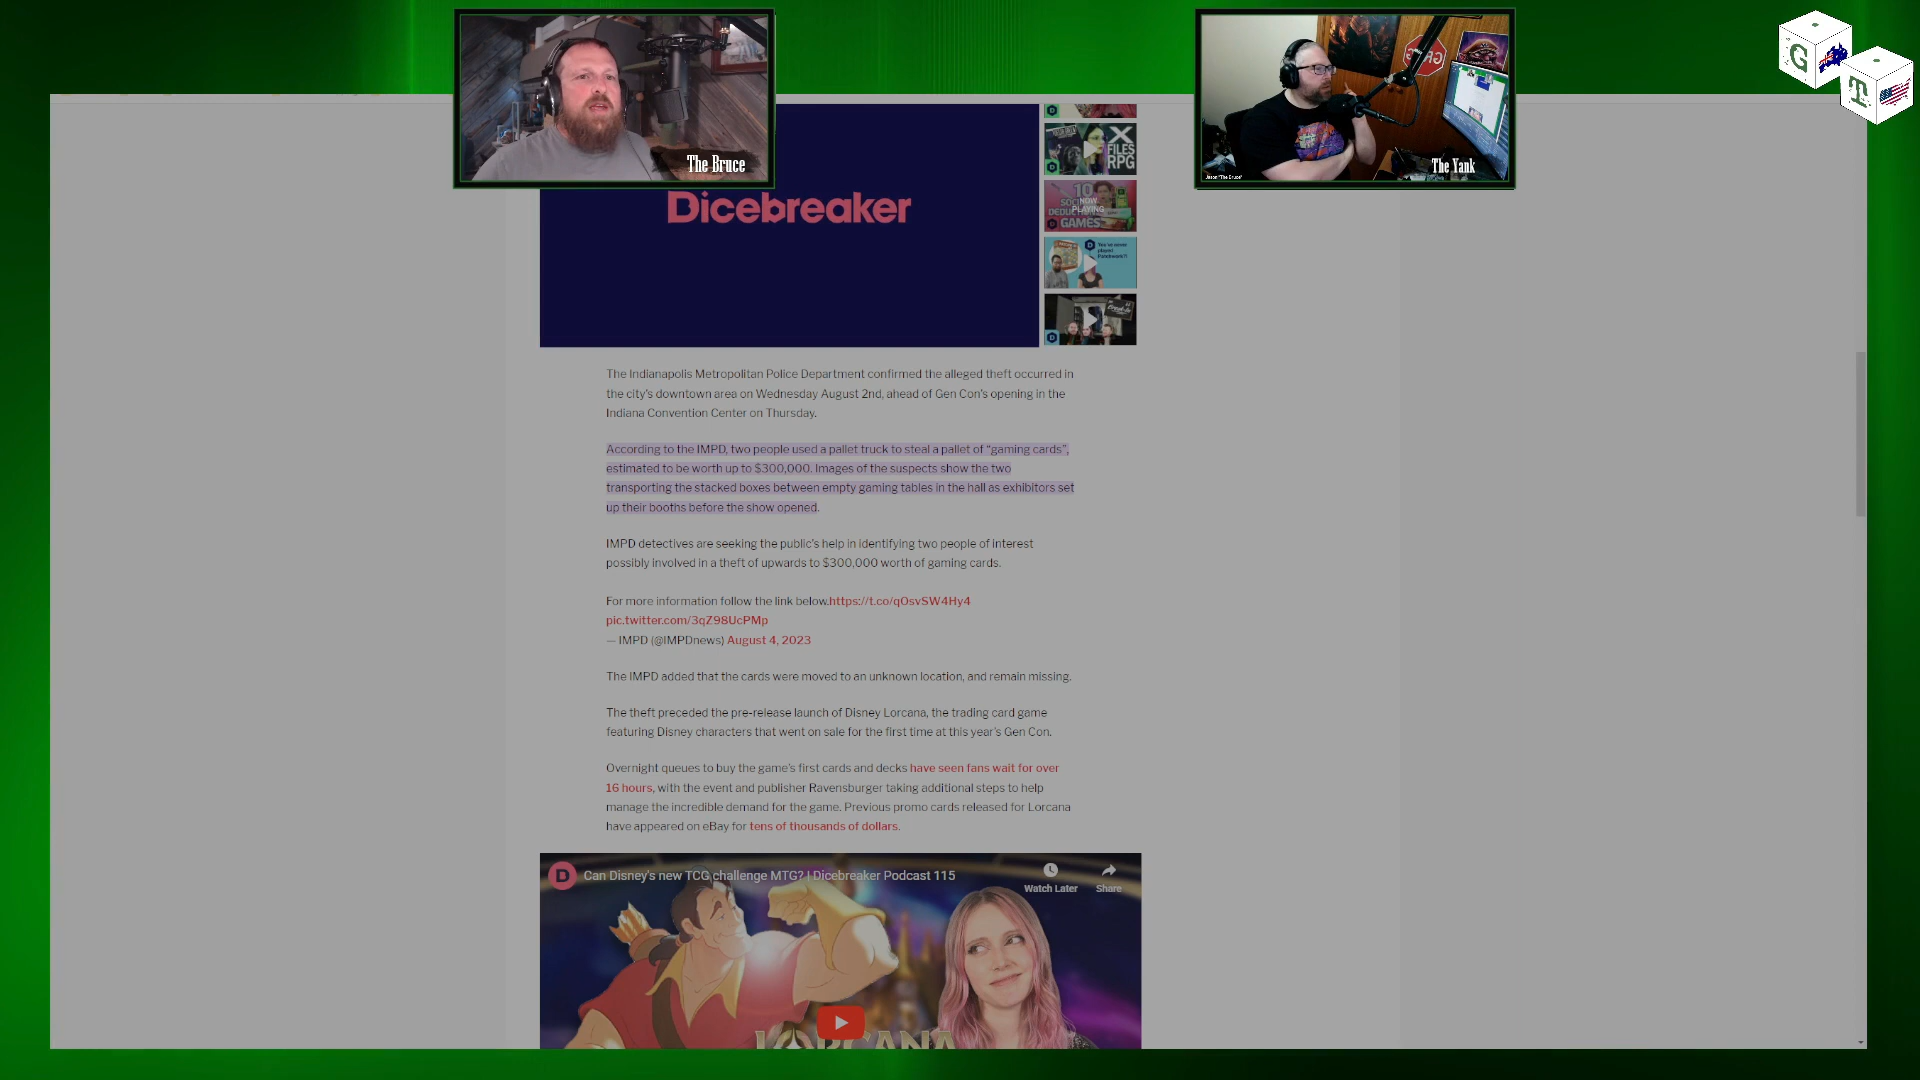 The Bruce
Jason "The Bruce"
The Yank
G
T
Dicebreaker
X
FILES
RPG
10
NOW
PLAYING
GAMES
The Indianapolis Metropolitan Police Department confirmed the alleged theft occurred in
the city's downtown area on Wednesday August 2nd, ahead of Gen Con's opening in the
Indiana Convention Center on Thursday.
According to the IMPD, two people used a pallet truck to steal a pallet of "gaming cards",
estimated to be worth up to $300,000. Images of the suspects show the two
transporting the stacked boxes between empty gaming tables in the hall as exhibitors set
up their booths before the show opened.
IMPD detectives are seeking the public's help in identifying two people of interest
possibly involved in a theft of upwards to $300,000 worth of gaming cards.
For more information follow the link below.https://t.co/qOsvSW4Hy4
pic.twitter.com/3qZ98UcPMp
— IMPD (@IMPDnews) August 4, 2023
The IMPD added that the cards were moved to an unknown location, and remain missing.
The theft preceded the pre-release launch of Disney Lorcana, the trading card game
featuring Disney characters that went on sale for the first time at this year's Gen Con.
Overnight queues to buy the game's first cards and decks have seen fans wait for over
16 hours, with the event and publisher Ravensburger taking additional steps to help
manage the incredible demand for the game. Previous promo cards released for Lorcana
have appeared on eBay for tens of thousands of dollars.
D
Can Disney's new TCG challenge MTG? | Dicebreaker Podcast 115
Watch Later
Share
LORCANA